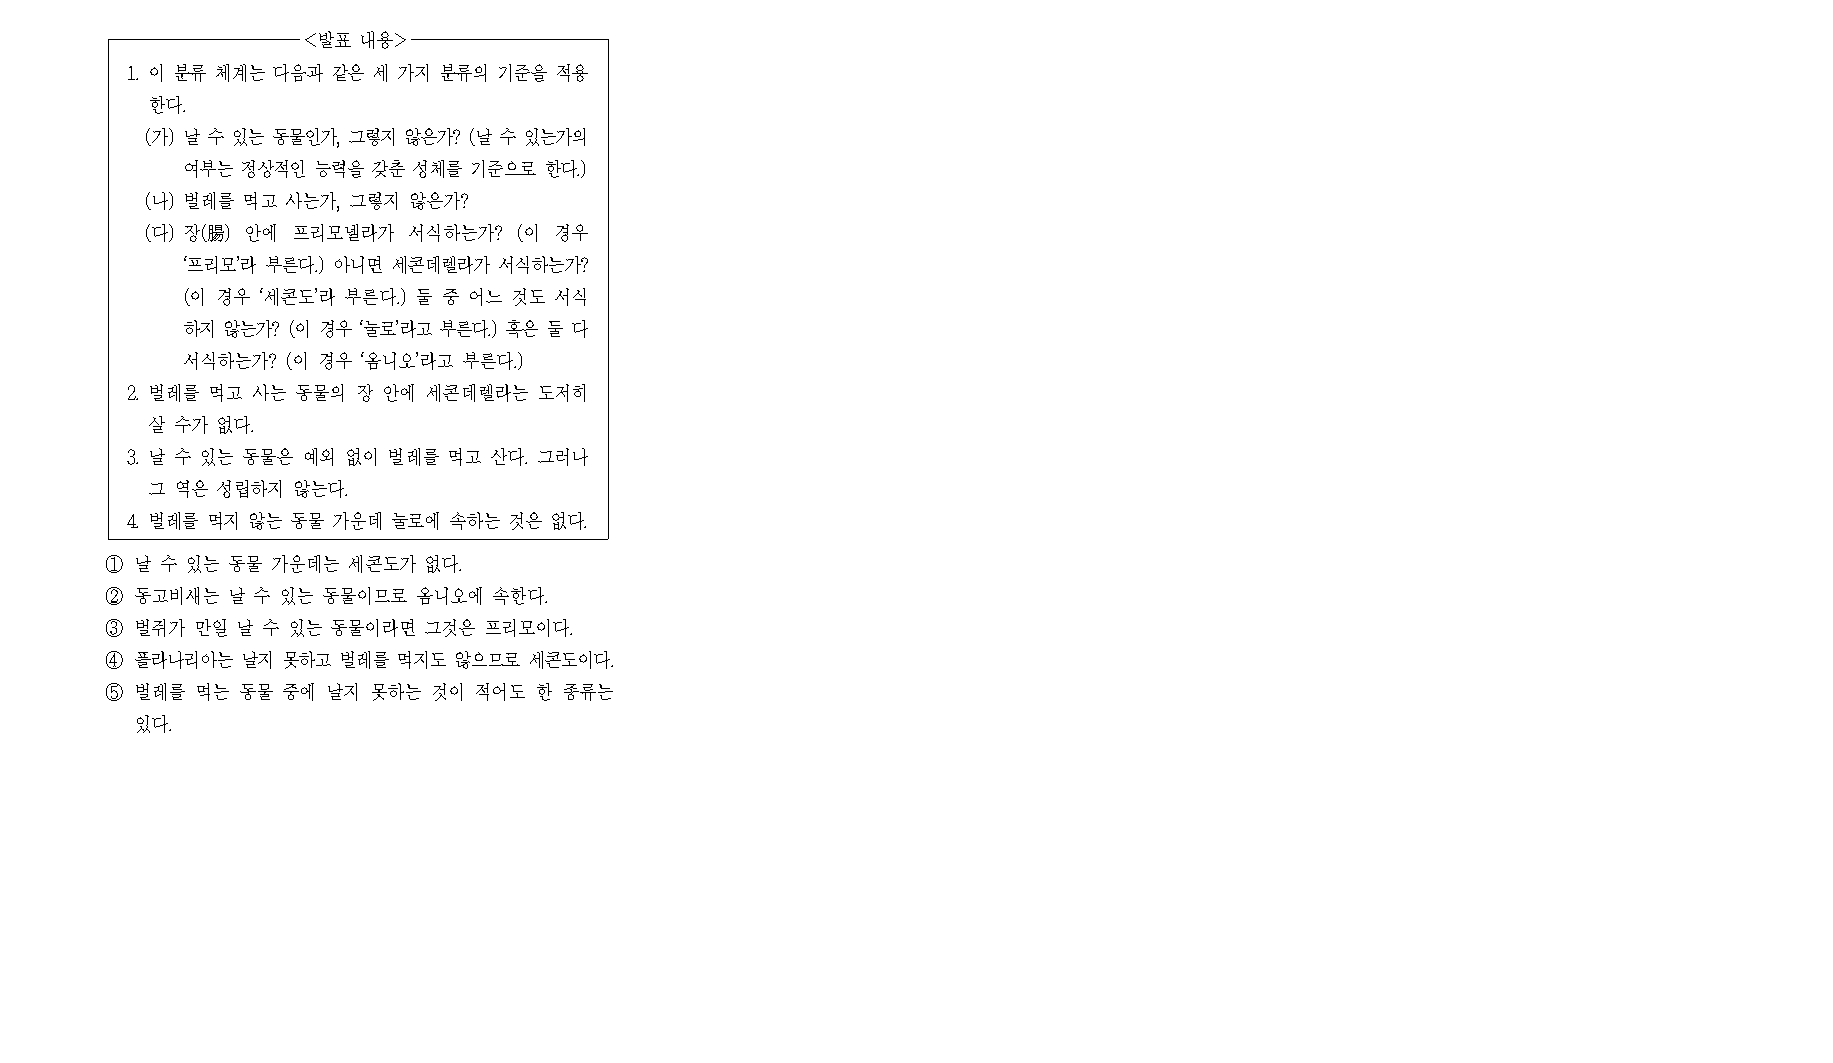 <발표 내용>
1. 이 분류 체계는 다음과 같은 세 가지 분류의 기준을 적용
한다.
(가) 날 수 있는 동물인가, 그렇지 않은가? (날 수 있는가의
여부는 정상적인 능력을 갖춘 성체를 기준으로 한다.)
(나) 벌레를 먹고 사는가, 그렇지 않은가?
(다) 장(腸) 안에 프리모넬라가 서식하는가? (이 경우
‘프리모’라 부른다.) 아니면 세콘데렐라가 서식하는가?
(이 경우 ‘세콘도’라 부른다.) 둘 중 어느 것도 서식
하지 않는가? (이 경우 ‘눌로’라고 부른다.) 혹은 둘 다
서식하는가? (이 경우 ‘옴니오’라고 부른다.)
2. 벌레를 먹고 사는 동물의 장 안에 세콘데렐라는 도저히
살 수가 없다.
3. 날 수 있는 동물은 예외 없이 벌레를 먹고 산다. 그러나
그 역은 성립하지 않는다.
4. 벌레를 먹지 않는 동물 가운데 눌로에 속하는 것은 없다.
① 날 수 있는 동물 가운데는 세콘도가 없다.
② 동고비새는 날 수 있는 동물이므로 옴니오에 속한다.
③ 벌쥐가 만일 날 수 있는 동물이라면 그것은 프리모이다.
④ 플라나리아는 날지 못하고 벌레를 먹지도 않으므로 세콘도이다.
⑤ 벌레를 먹는 동물 중에 날지 못하는 것이 적어도 한 종류는
있다.